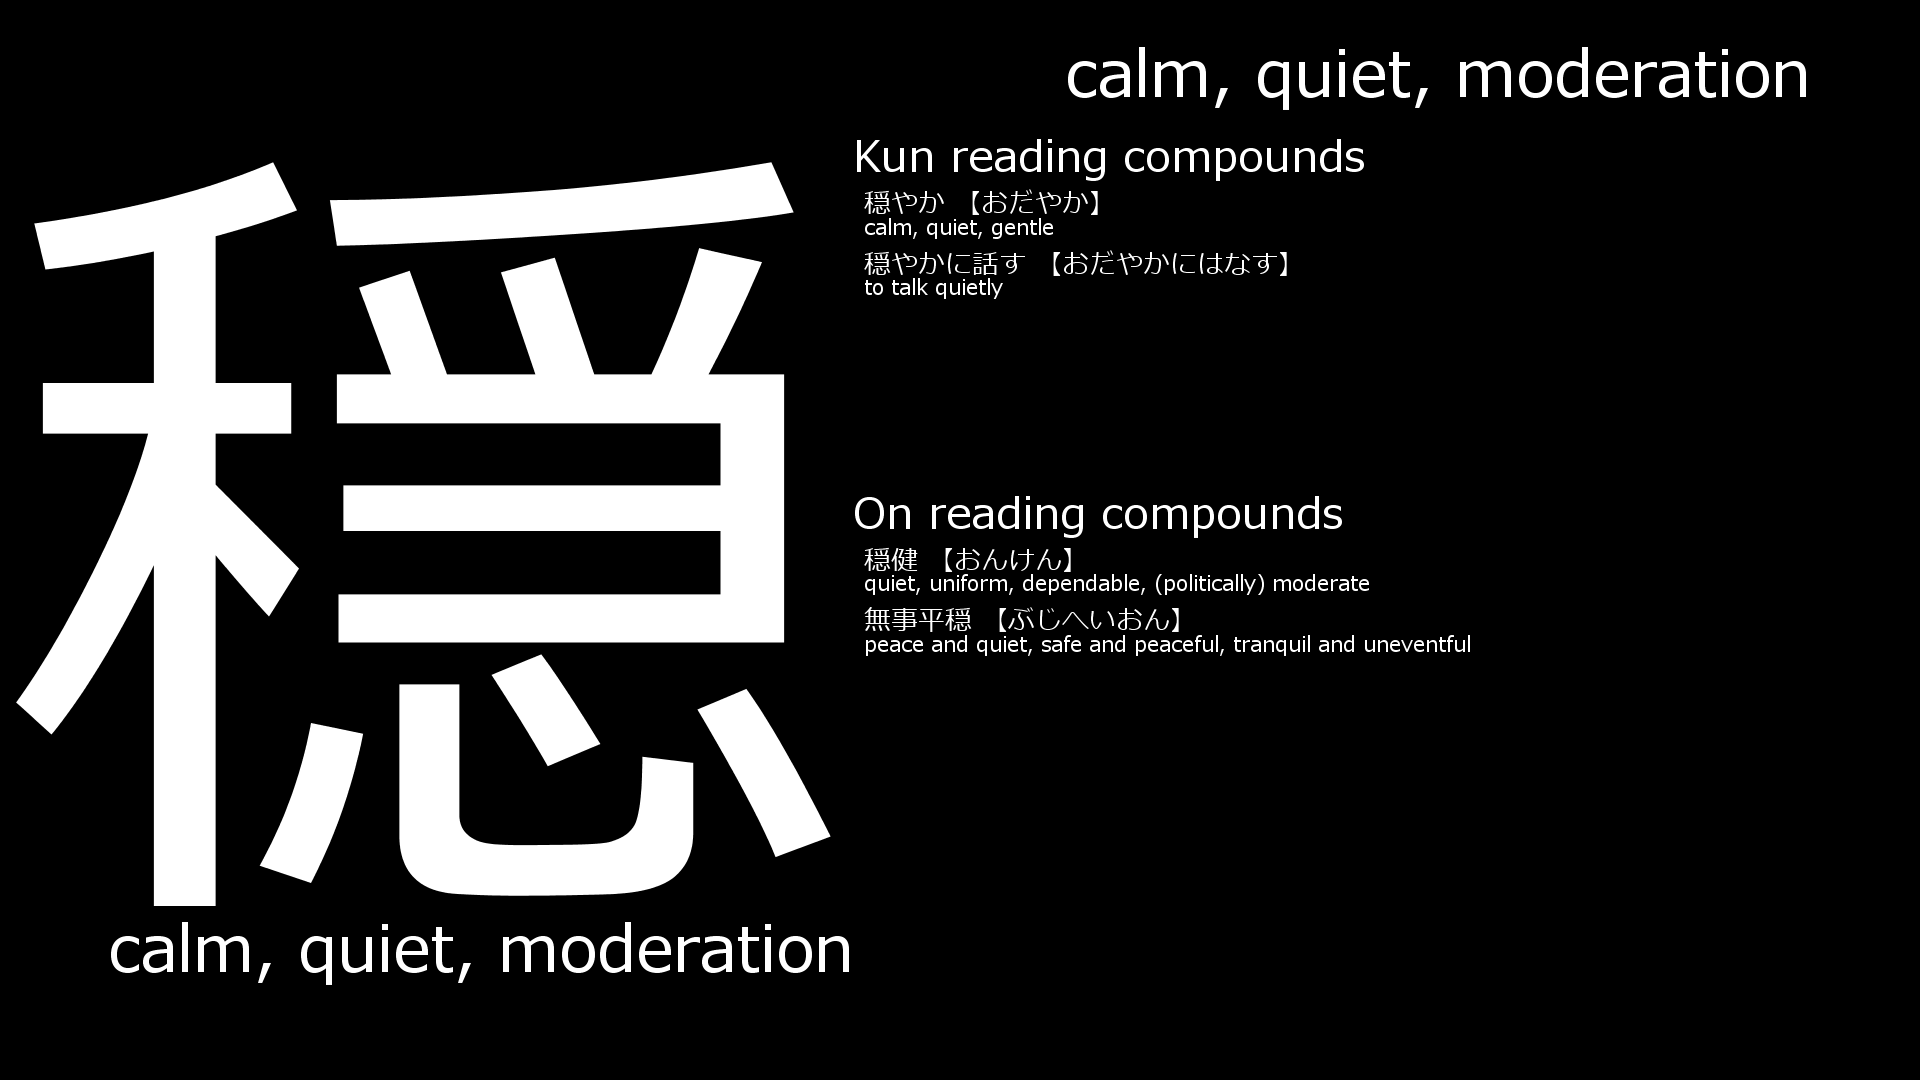 calm, quiet, moderation
穏
Kun reading compounds
穏やか 【おだやか】
calm, quiet, gentle
穏やかに話す 【おだやかにはなす】
to talk quietly
On reading compounds
穏健 【おんけん】
quiet, uniform, dependable, (politically) moderate
無事平穏 【ぶじへいおん】
peace and quiet, safe and peaceful, tranquil and uneventful
calm, quiet, moderation